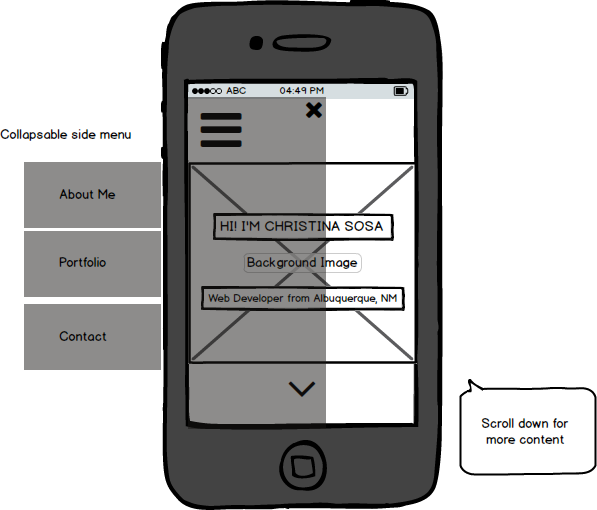 ABC 04:49 PM
Collapsable side menu
About Me
Portfolio
Contact
HI! I'M CHRISTINA SOSA
Background Image
Web Developer from Albuquerque, NM
Scroll down for
more content